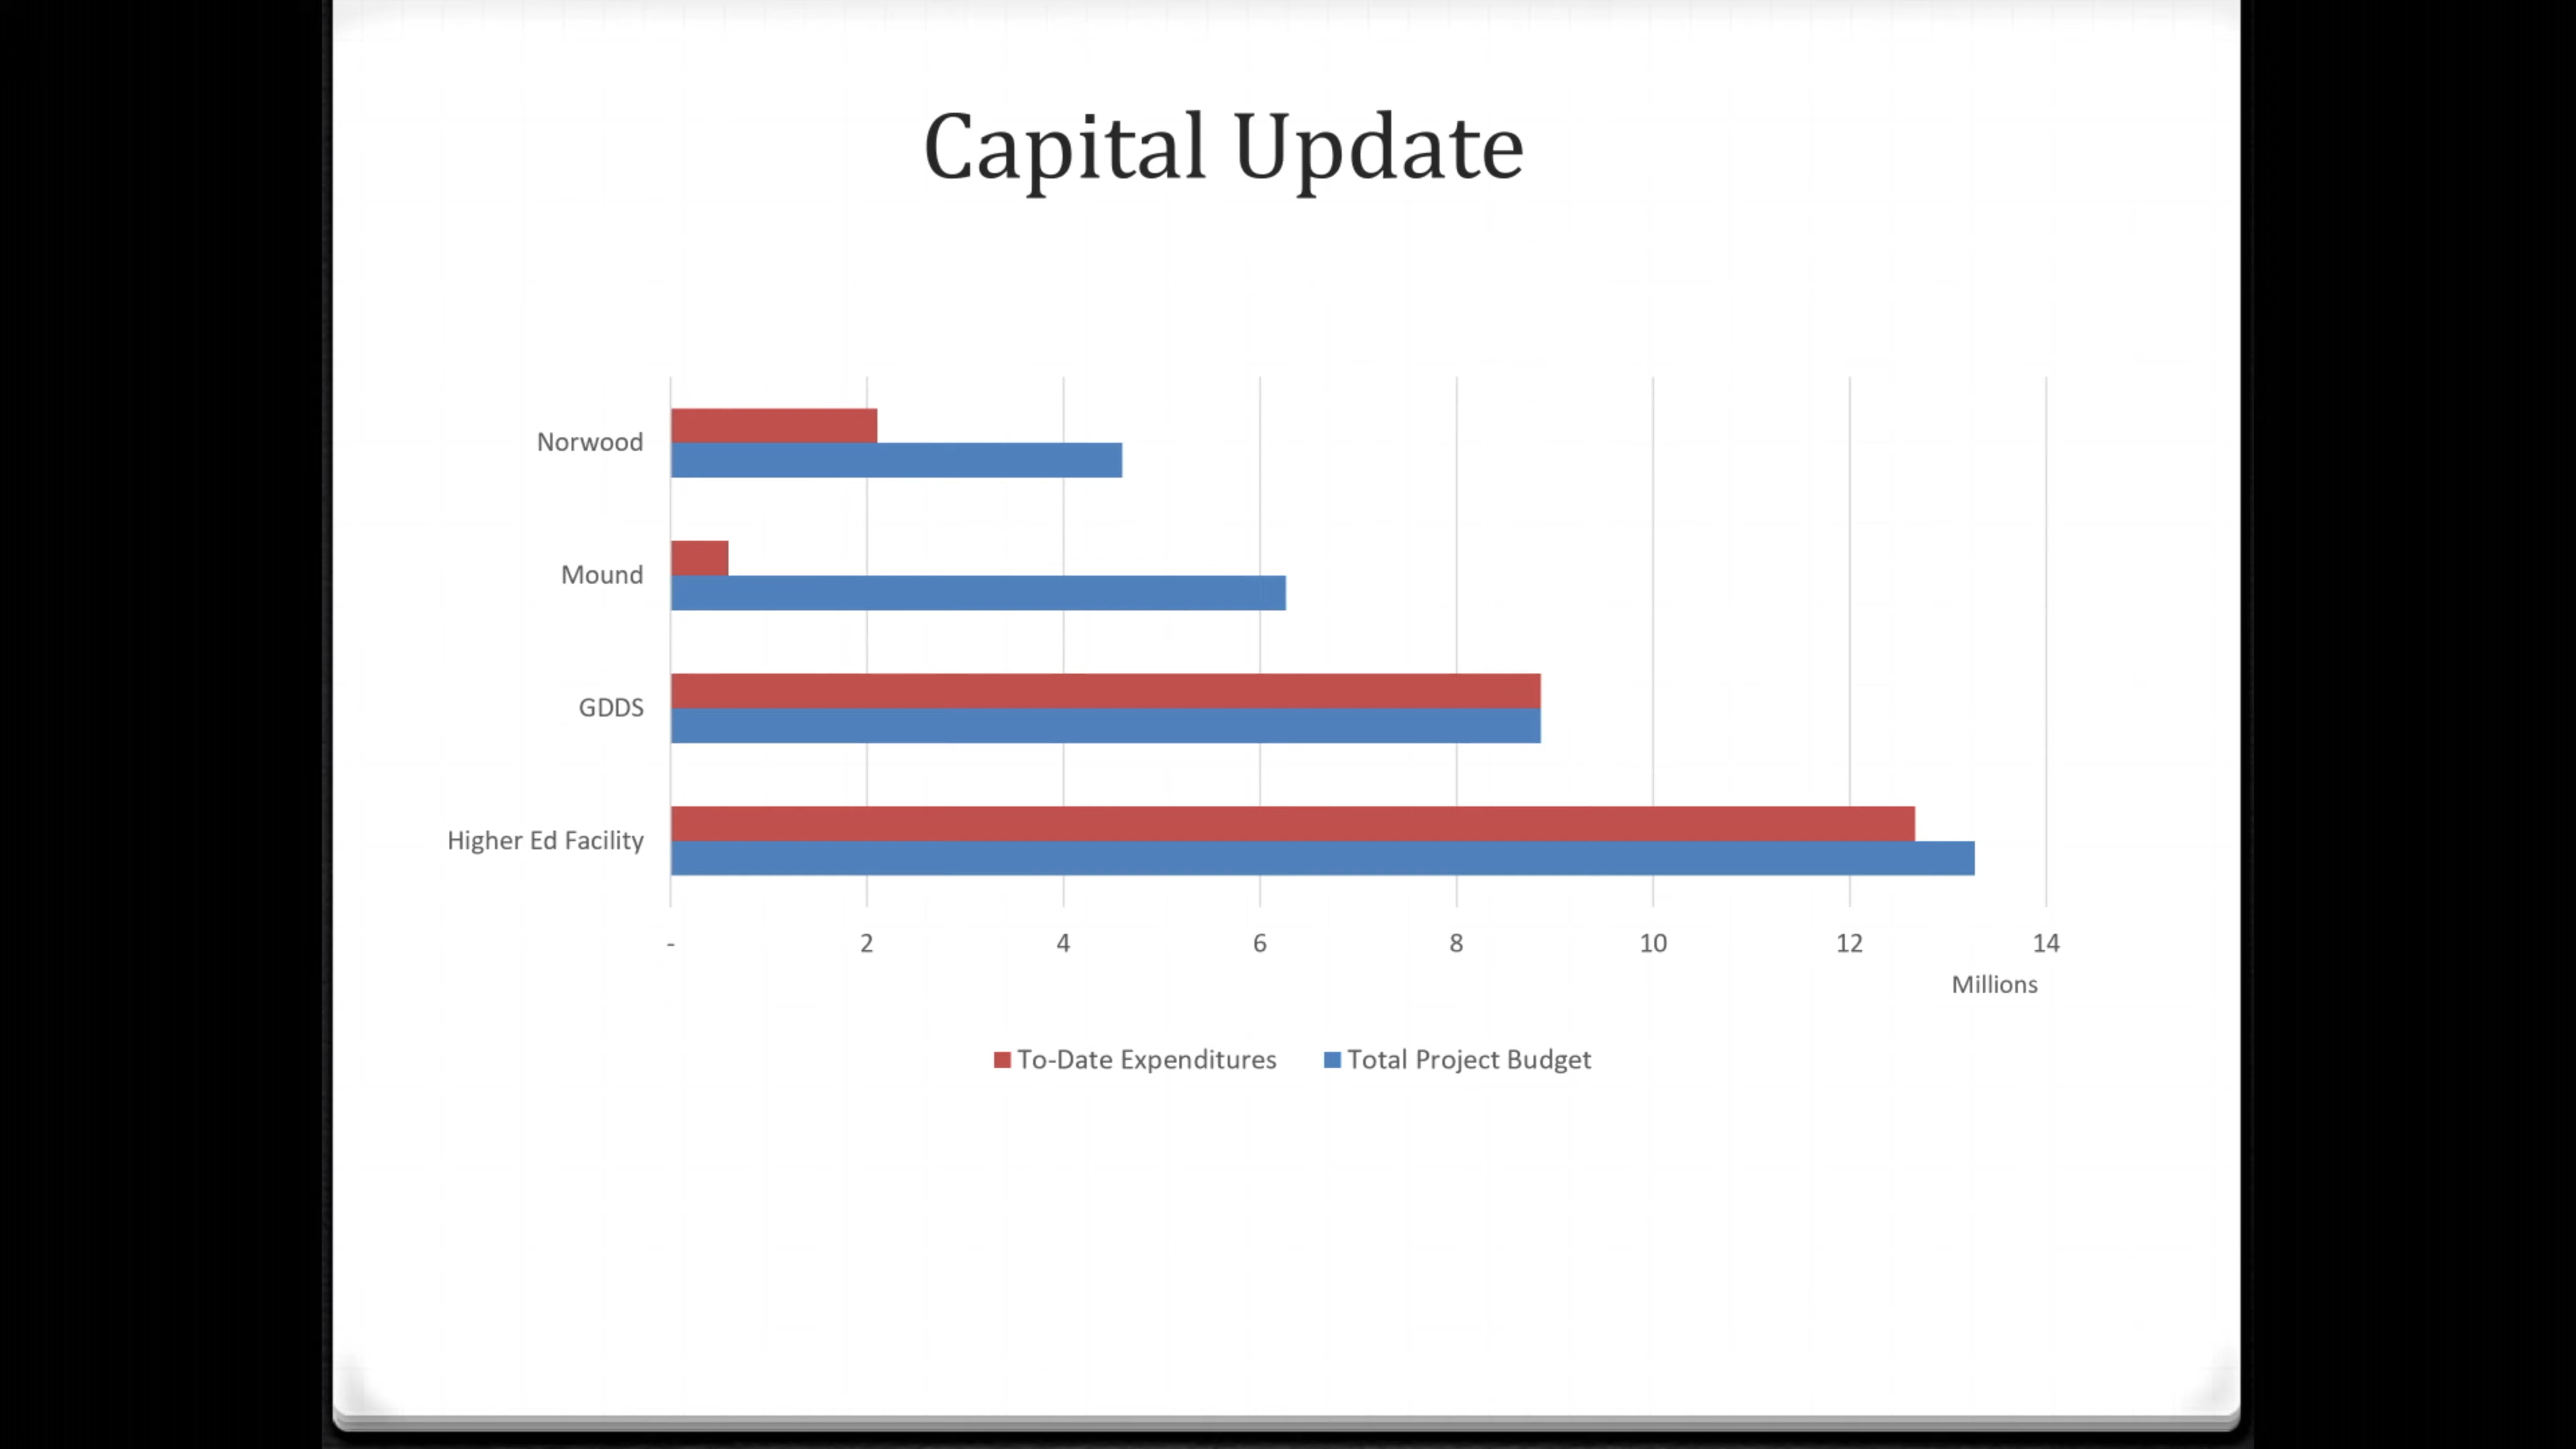 Capital Update
Norwood
Mound
GDDS
Higher Ed Facility
- 2 4 6 8 10 12 14
Millions
To-Date Expenditures Total Project Budget